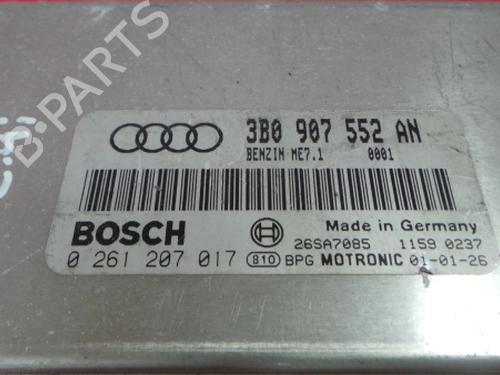 3B0 907 552 AN
BENZIN ME7.1 0001
BOSCH
Made in Germany
26SA7085 11S9 0237
0 261 207 017 810 BPG MOTRONIC 01-01-26
B-Parts